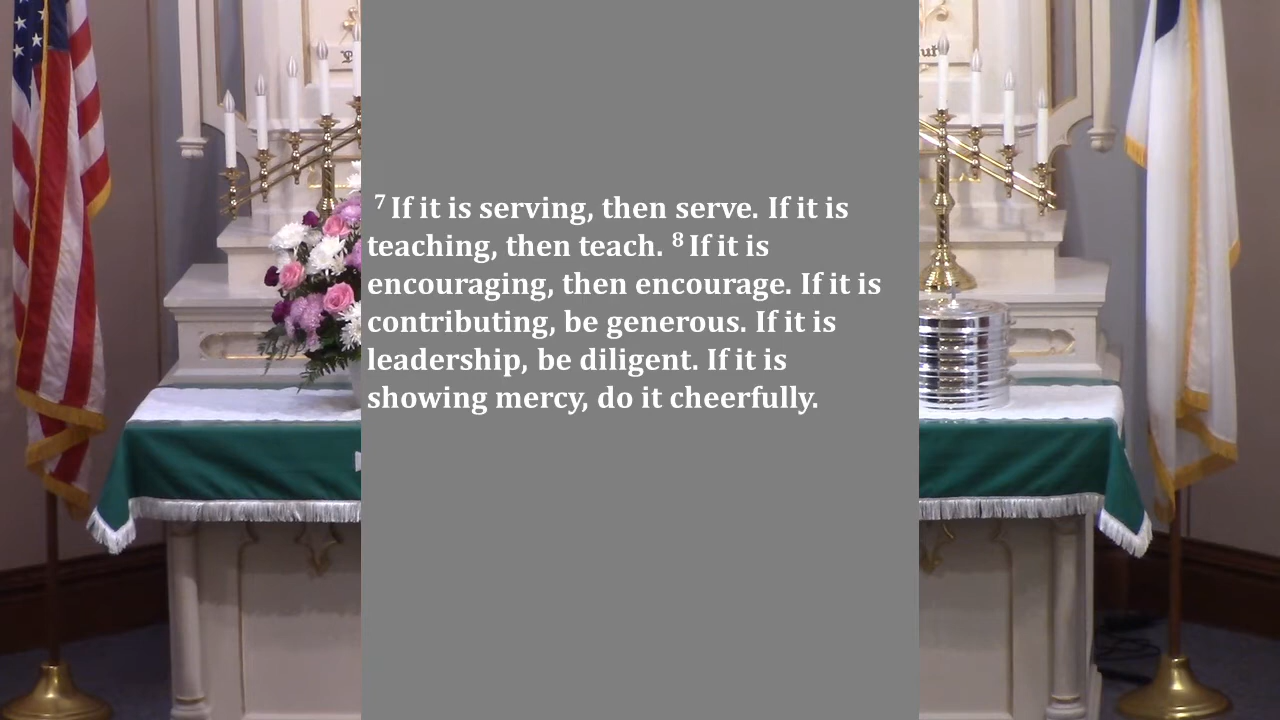 ⁷ If it is serving, then serve. If it is
teaching, then teach. ⁸ If it is
encouraging, then encourage. If it is
contributing, be generous. If it is
leadership, be diligent. If it is
showing mercy, do it cheerfully.